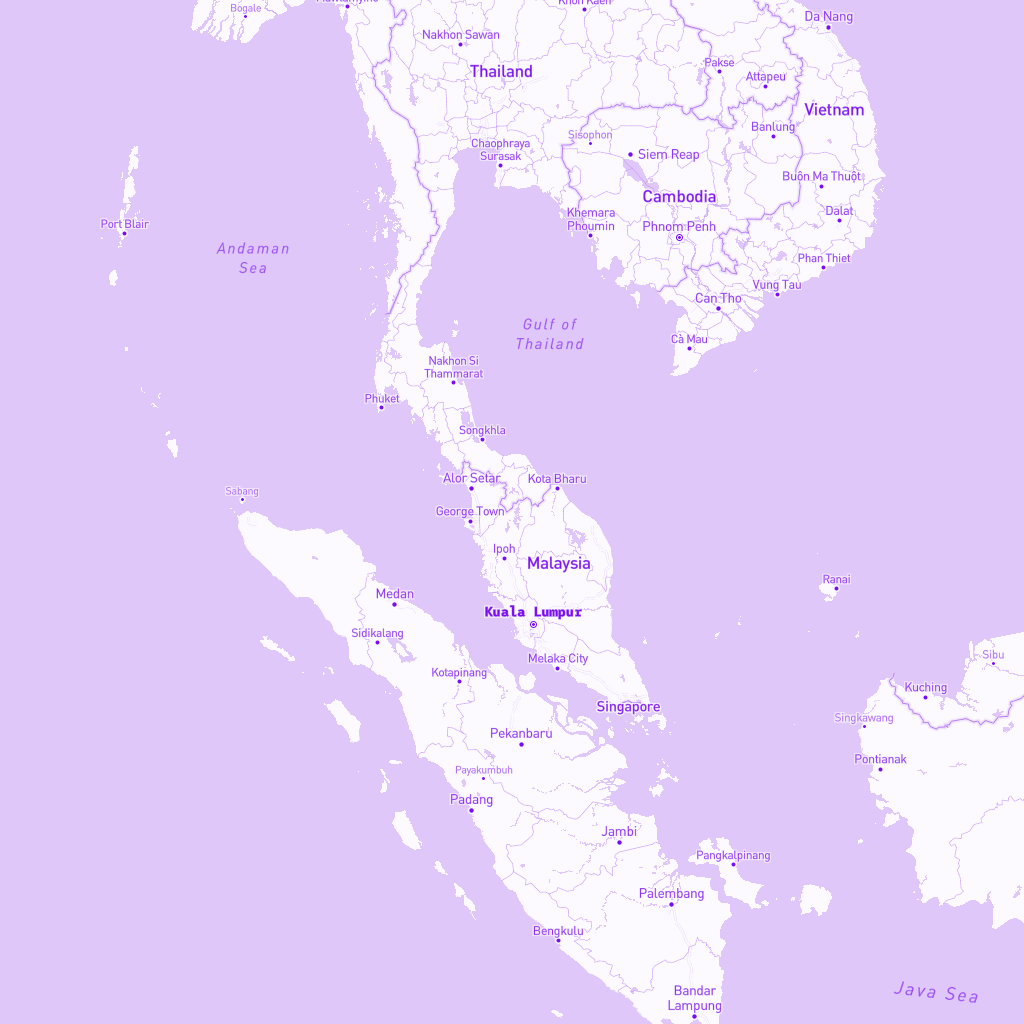 Bogale
Khon Kaen
Da Nang
Nakhon Sawan
Thailand
Pakse
Attapeu
Vietnam
Banlung
Sisophon
Chaophraya
Surasak
Siem Reap
Buôn Ma Thuột
Cambodia
Khemara
Phoumin
Dalat
Port Blair
Phnom Penh
Andaman
Sea
Phan Thiet
Vung Tau
Can Tho
Gulf of
Thailand
Cà Mau
Nakhon Si
Thammarat
Phuket
Songkhla
Alor Setar
Kota Bharu
Sabang
George Town
Ipoh
Malaysia
Ranai
Medan
Kuala Lumpur
Sidikalang
Melaka City
Sibu
Kotapinang
Kuching
Singapore
Singkawang
Pekanbaru
Pontianak
Payakumbuh
Padang
Jambi
Pangkalpinang
Palembang
Bengkulu
Bandar
Lampung
Java Sea